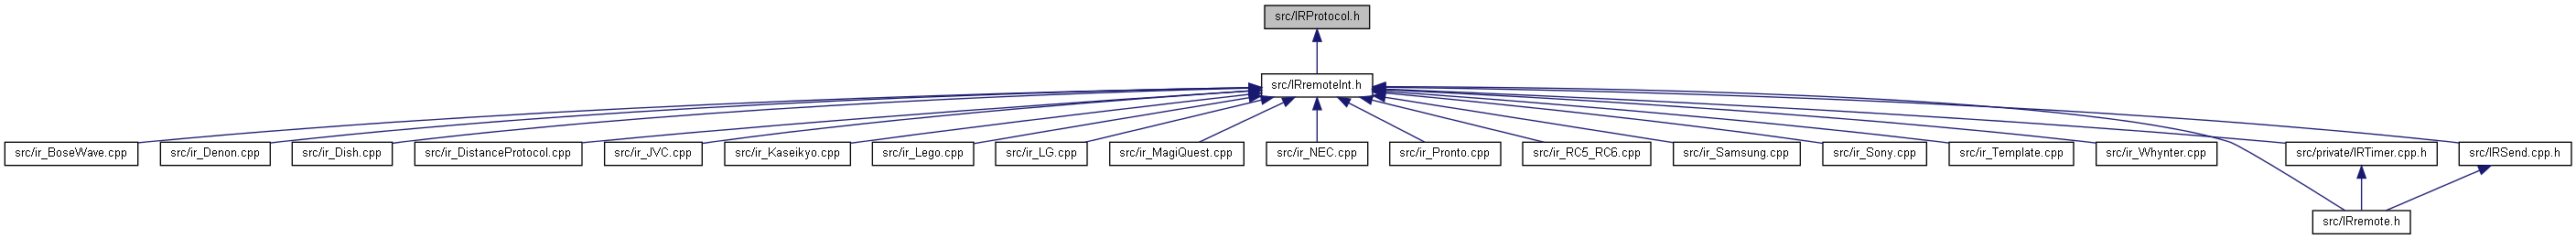 src/IRProtocol.h
src/IRremoteInt.h
src/ir_BoseWave.cpp
src/ir_Denon.cpp
src/ir_Dish.cpp
src/ir_DistanceProtocol.cpp
src/ir_JVC.cpp
src/ir_Kaseikyo.cpp
src/ir_Lego.cpp
src/ir_LG.cpp
src/ir_MagiQuest.cpp
src/ir_NEC.cpp
src/ir_Pronto.cpp
src/ir_RC5_RC6.cpp
src/ir_Samsung.cpp
src/ir_Sony.cpp
src/ir_Template.cpp
src/ir_Whynter.cpp
src/private/IRTimer.cpp.h
src/IRSend.cpp.h
src/IRremote.h